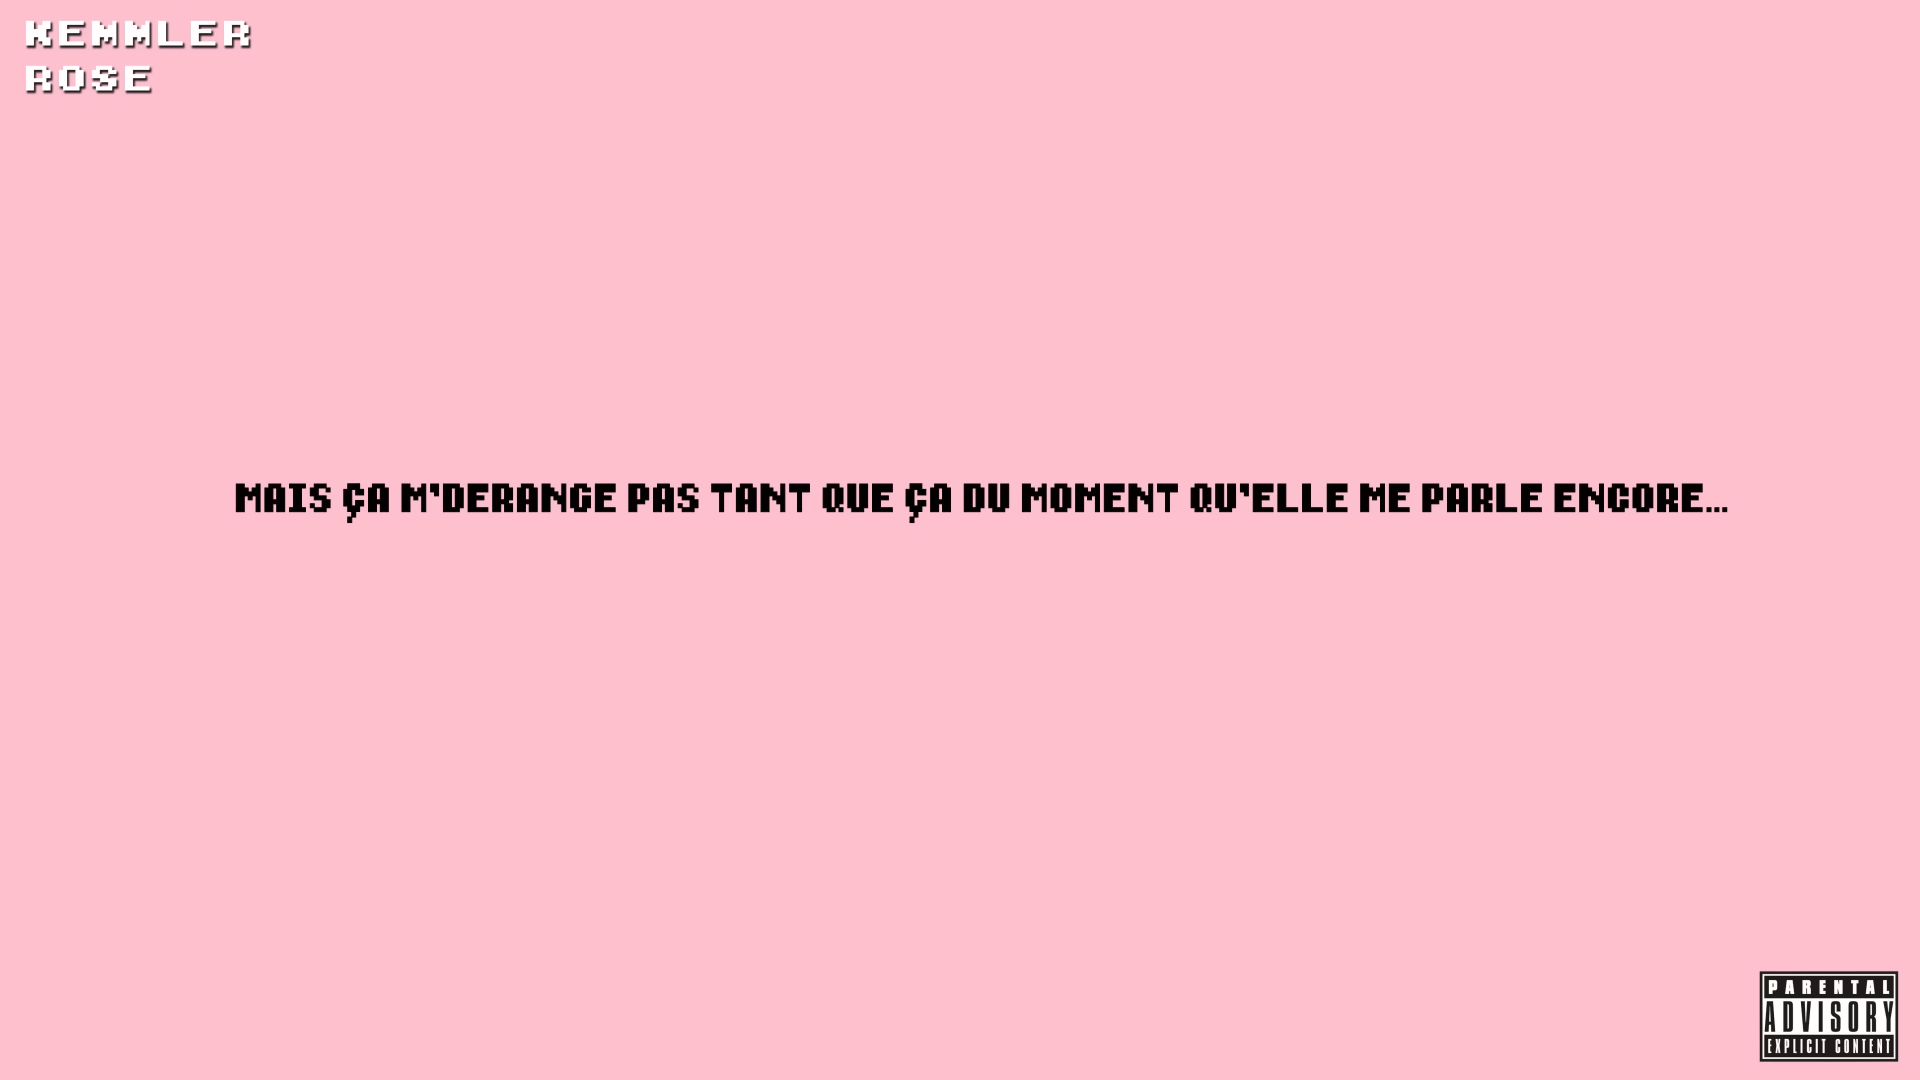 KEMMLER
ROSE
MAIS ÇA M'DERANGE PAS TANT QUE ÇA DU MOMENT QU'ELLE ME PARLE ENCORE...
PARENTAL
ADVISORY
EXPLICIT CONTENT